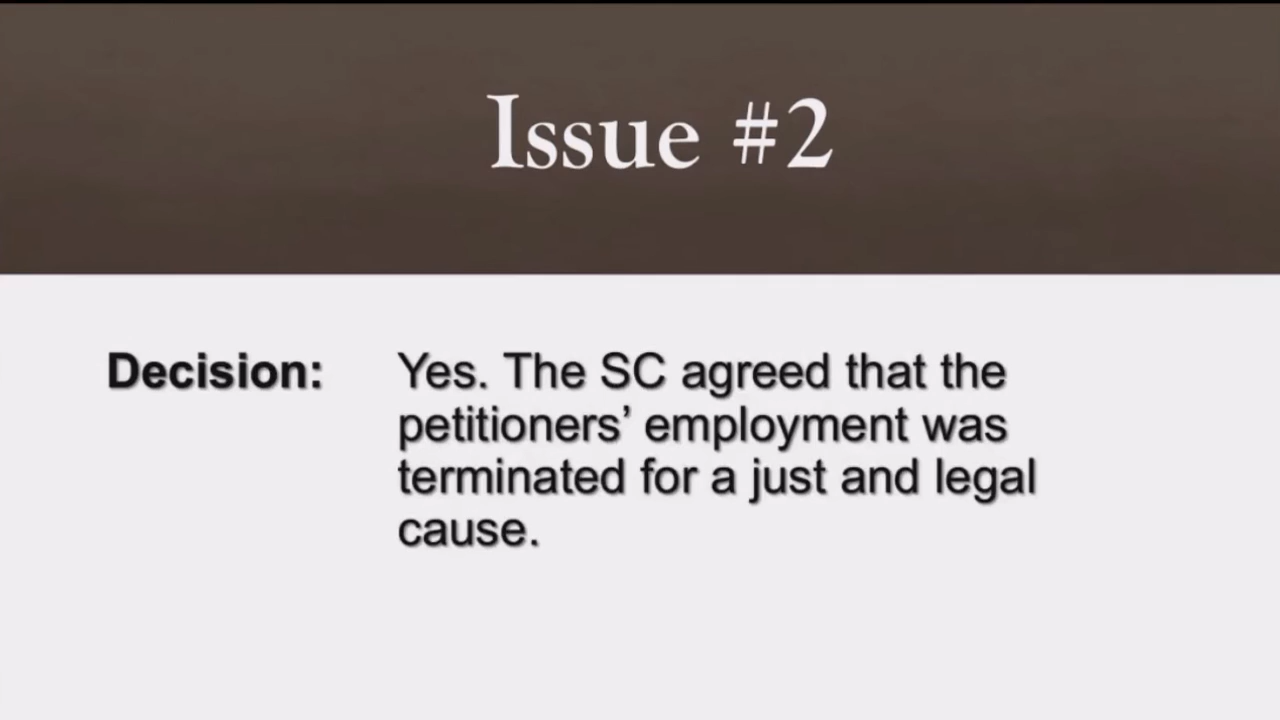 Issue #2
Decision: Yes. The SC agreed that the
petitioners’ employment was
terminated for a just and legal
cause.